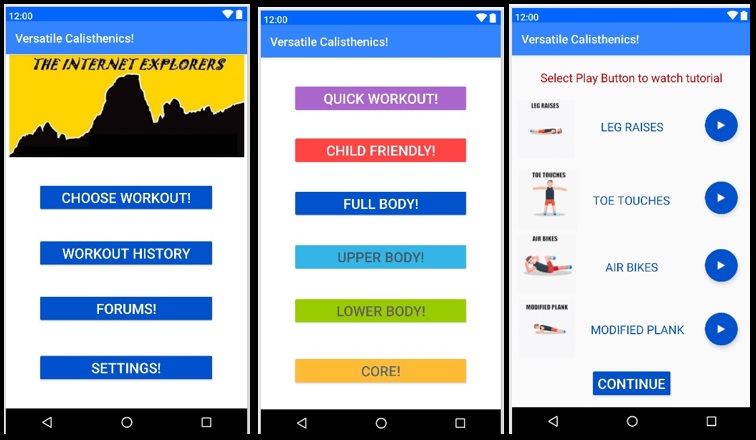 12:00
Versatile Calisthenics!
THE INTERNET EXPLORERS
CHOOSE WORKOUT!
WORKOUT HISTORY
FORUMS!
SETTINGS!
12:00
Versatile Calisthenics!
QUICK WORKOUT!
CHILD FRIENDLY!
FULL BODY!
UPPER BODY!
LOWER BODY!
CORE!
12:00
Versatile Calisthenics!
Select Play Button to watch tutorial
LEG RAISES
LEG RAISES
TOE TOUCHES
TOE TOUCHES
AIR BIKES
AIR BIKES
MODIFIED PLANK
MODIFIED PLANK
CONTINUE